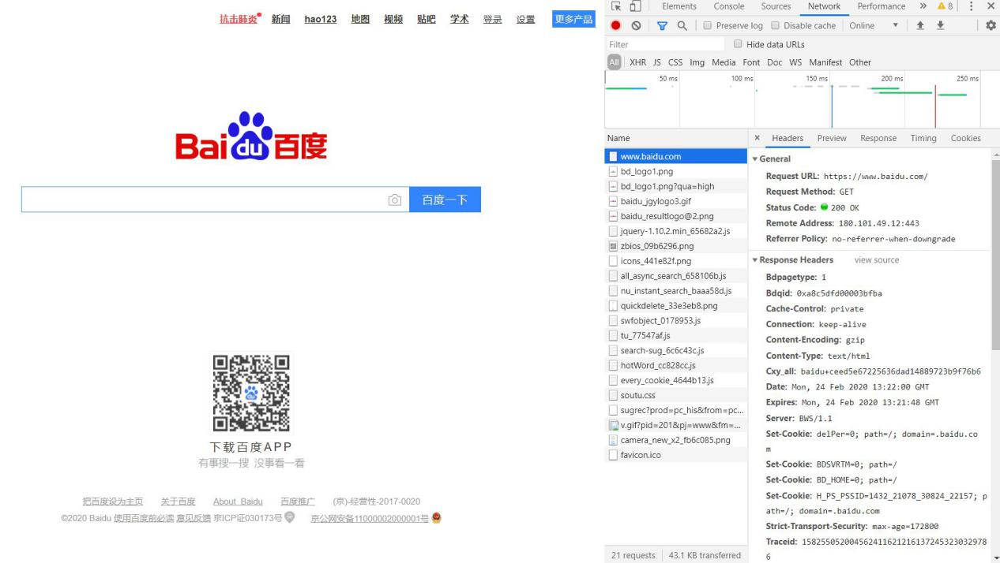 抗击肺炎 新闻 hao123 地图 视频 贴吧 学术 登录 设置 更多产品
Bai du 百度
百度一下
下载百度APP
有事搜一搜 没事看一看
把百度设为主页 关于百度 About Baidu 百度推广 (京)-经营性-2017-0020
©2020 Baidu 使用百度前必读 意见反馈 京ICP证030173号 京公网安备11000002000001号
Elements Console Sources Network Performance » 8
Preserve log Disable cache Online
Filter Hide data URLs
All XHR JS CSS Img Media Font Doc WS Manifest Other
50 ms 100 ms 150 ms 200 ms 250 ms
Name
www.baidu.com
bd_logo1.png
bd_logo1.png?qua=high
baidu_jgylogo3.gif
baidu_resultlogo@2.png
jquery-1.10.2.min_65682a2.js
zbios_09b6296.png
icons_441e82f.png
all_async_search_658106b.js
nu_instant_search_baaa58d.js
quickdelete_33e3eb8.png
swfobject_0178953.js
tu_77547af.js
search-sug_6c6c43c.js
hotWord_cc828cc.js
every_cookie_4644b13.js
soutu.css
sugrec?prod=pc_his&from=pc...
v.gif?pid=201&pj=www&fm=...
camera_new_x2_fb6c085.png
favicon.ico
21 requests 43.1 KB transferred
× Headers Preview Response Timing Cookies
General
Request URL: https://www.baidu.com/
Request Method: GET
Status Code: 200 OK
Remote Address: 180.101.49.12:443
Referrer Policy: no-referrer-when-downgrade
Response Headers view source
Bdpagetype: 1
Bdqid: 0xa8c5dfd00003bfba
Cache-Control: private
Connection: keep-alive
Content-Encoding: gzip
Content-Type: text/html
Cxy_all: baidu+ceed5e67225636dad14889723b9f76b6
Date: Mon, 24 Feb 2020 13:22:00 GMT
Expires: Mon, 24 Feb 2020 13:21:48 GMT
Server: BWS/1.1
Set-Cookie: delPer=0; path=/; domain=.baidu.co
m
Set-Cookie: BDSVRTM=0; path=/
Set-Cookie: BD_HOME=0; path=/
Set-Cookie: H_PS_PSSID=1432_21078_30824_22157; p
ath=/; domain=.baidu.com
Strict-Transport-Security: max-age=172800
Traceid: 158255052004562411621216137245323032978
6